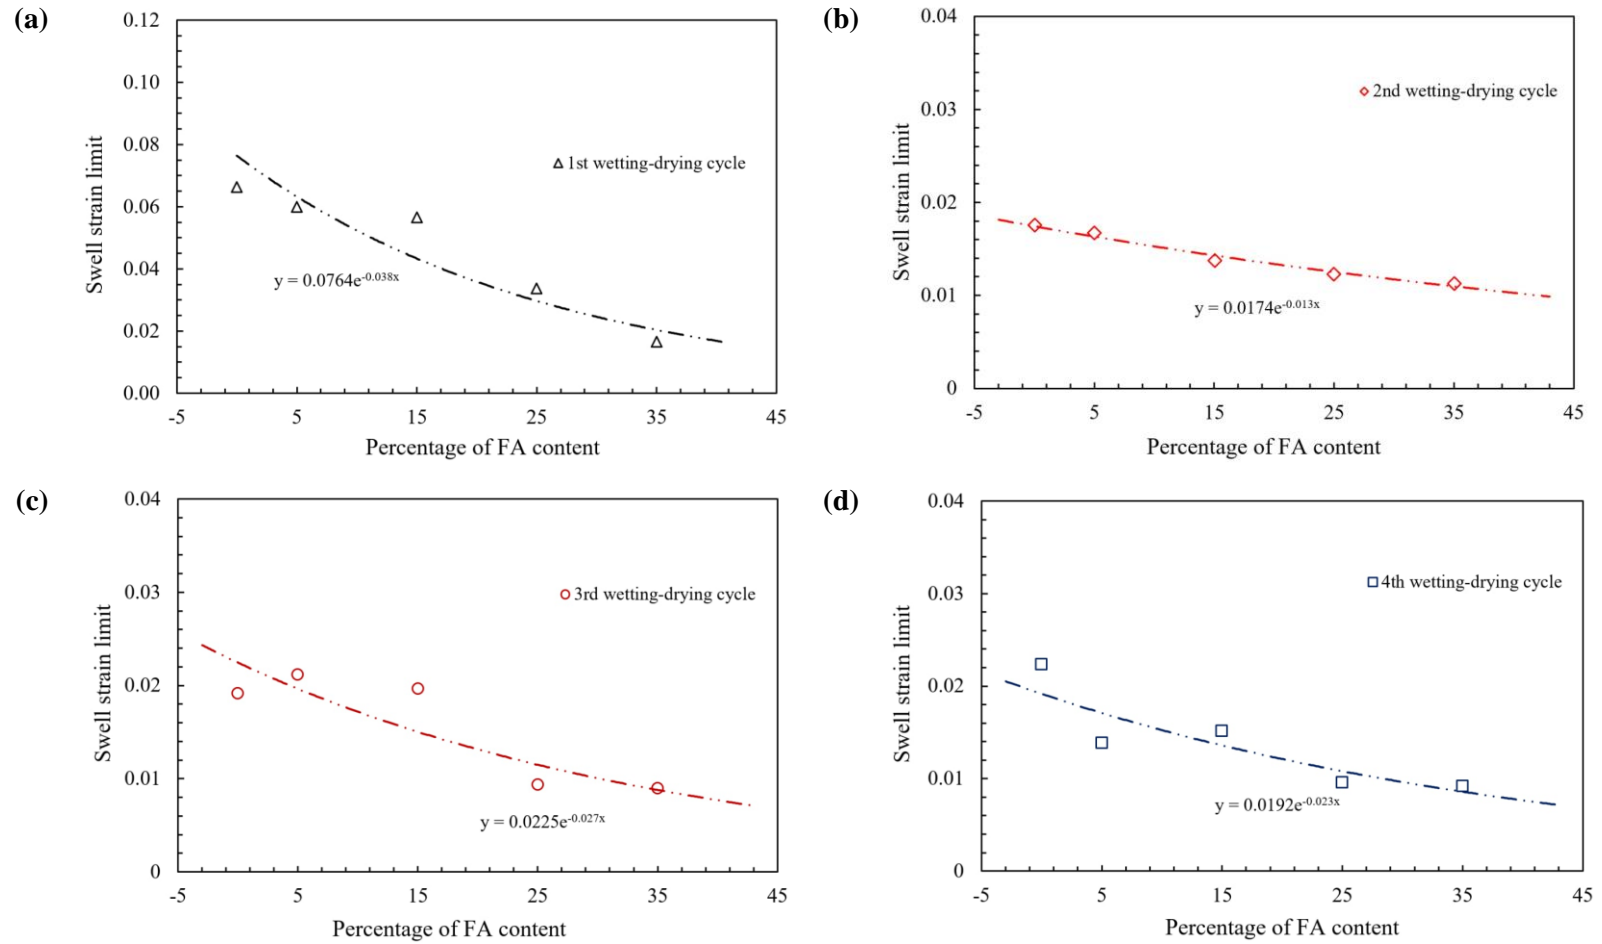 (a)
0.12
0.10
0.08
0.06
0.04
0.02
0.00
Swell strain limit
△ 1st wetting-drying cycle
y = 0.0764e^-0.038x
-5 5 15 25 35 45
Percentage of FA content
(b)
0.04
0.03
0.02
0.01
0
Swell strain limit
◇ 2nd wetting-drying cycle
y = 0.0174e^-0.013x
-5 5 15 25 35 45
Percentage of FA content
(c)
0.04
0.03
0.02
0.01
0
Swell strain limit
○ 3rd wetting-drying cycle
y = 0.0225e^-0.027x
-5 5 15 25 35 45
Percentage of FA content
(d)
0.04
0.03
0.02
0.01
0
Swell strain limit
□ 4th wetting-drying cycle
y = 0.0192e^-0.023x
-5 5 15 25 35 45
Percentage of FA content